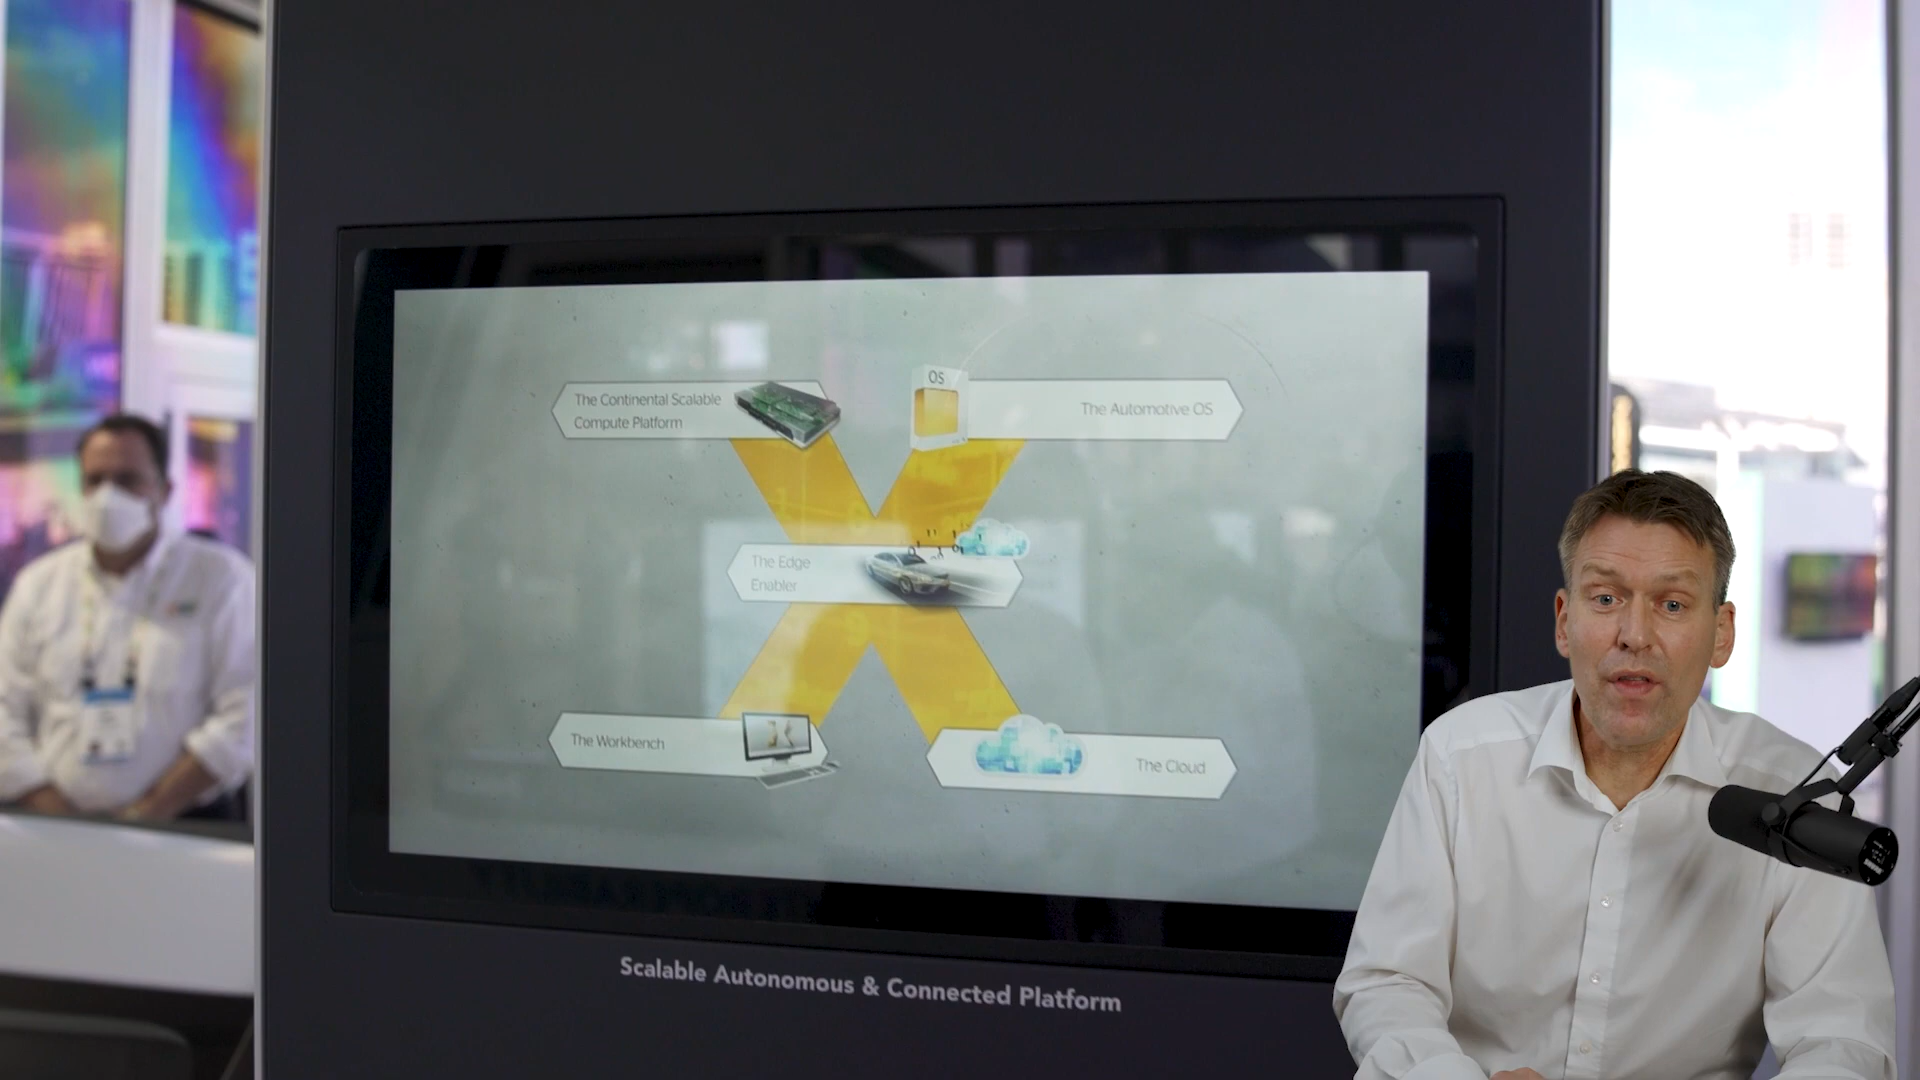 The Continental Scalable
Compute Platform
OS
The Automotive OS
The Edge
Enabler
The Workbench
The Cloud
Scalable Autonomous & Connected Platform